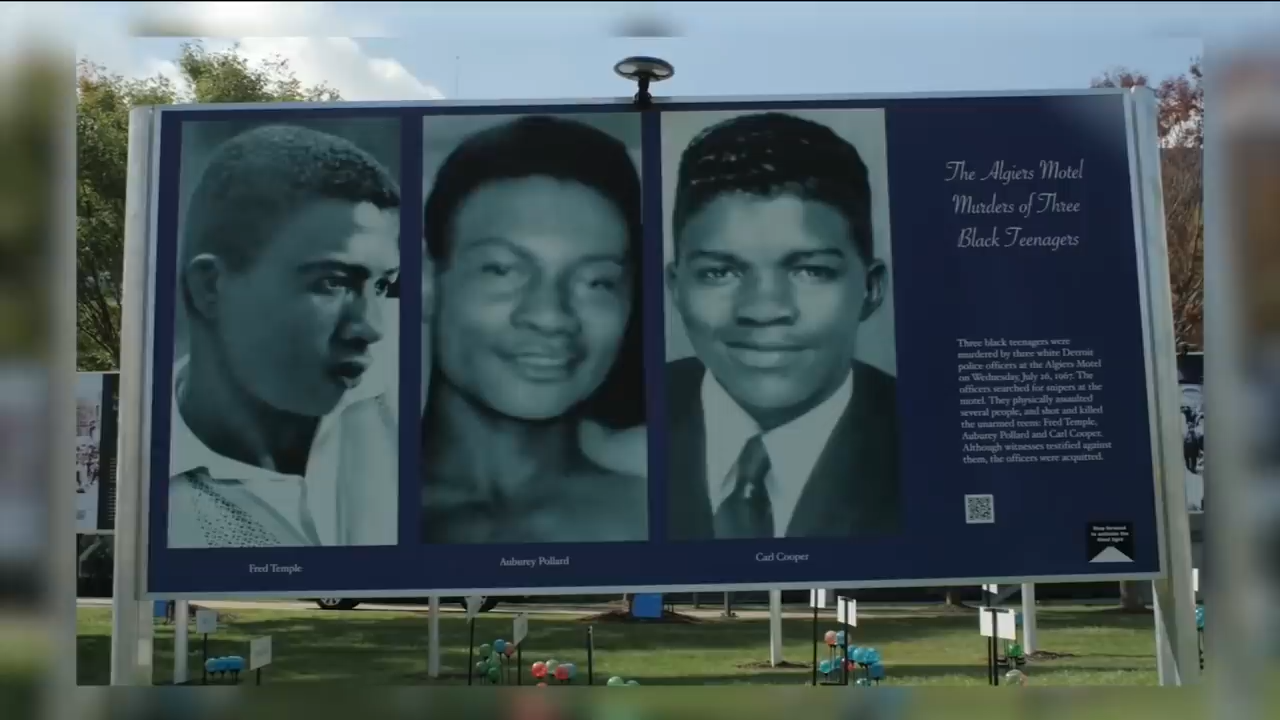 The Algiers Motel
Murders of Three
Black Teenagers
Three black teenagers were
murdered by three white Detroit
police officers at the Algiers Motel
on Wednesday, July 26, 1967. The
officers searched for snipers at the
motel. They physically assaulted
several people, and shot and killed
the unarmed teens: Fred Temple,
Auburey Pollard and Carl Cooper.
Although witnesses testified against
them, the officers were acquitted.
Fred Temple
Auburey Pollard
Carl Cooper